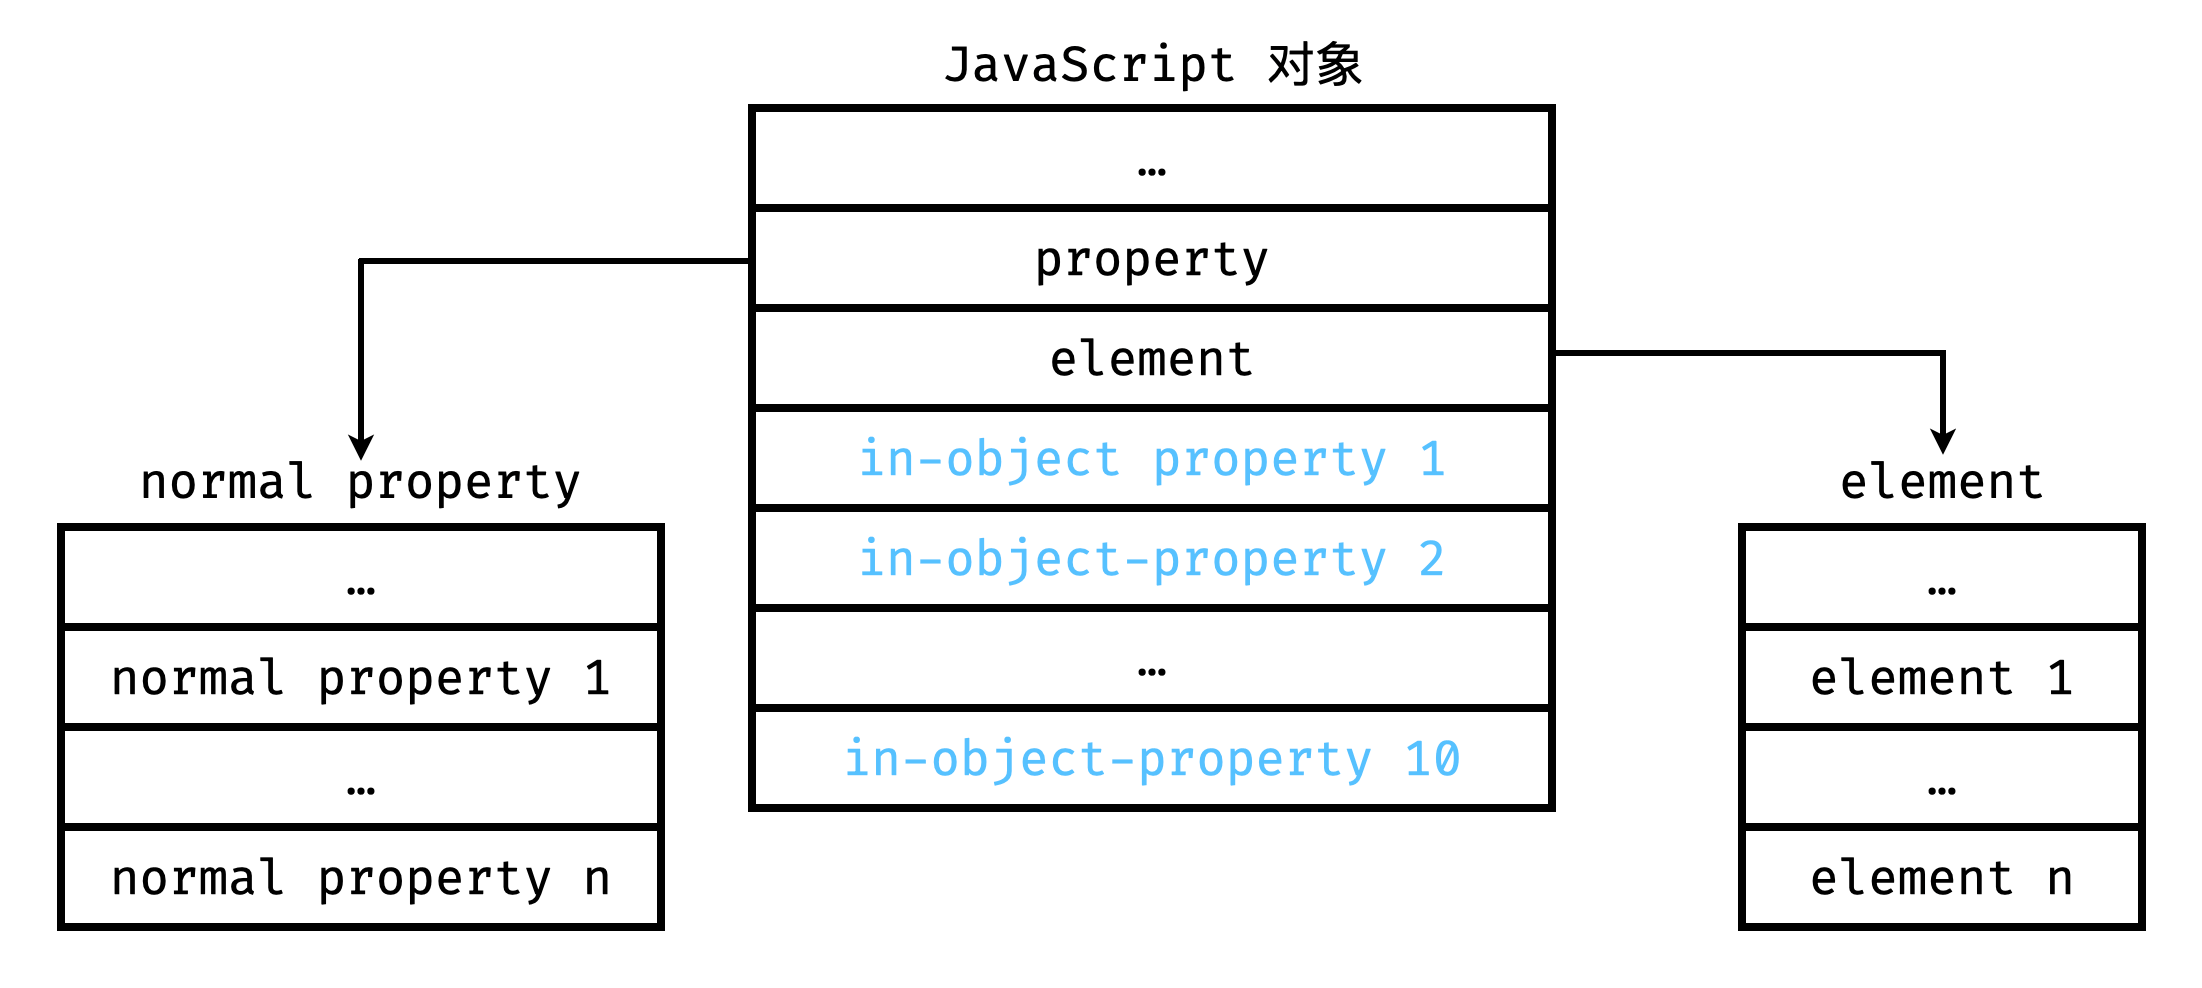 JavaScript 对象
…
property
element
in-object property 1
in-object-property 2
…
in-object-property 10
normal property
…
normal property 1
…
normal property n
element
…
element 1
…
element n